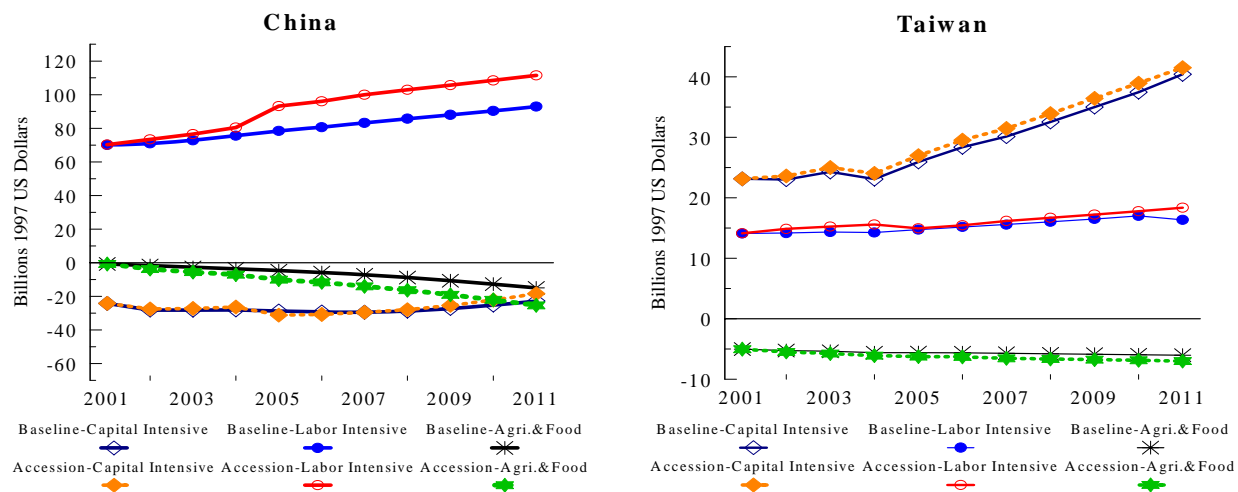 China
Billions 1997 US Dollars
120
100
80
60
40
20
0
-20
-40
-60
2001 2003 2005 2007 2009 2011
Baseline-Capital Intensive Baseline-Labor Intensive Baseline-Agri.&Food
Accession-Capital Intensive Accession-Labor Intensive Accession-Agri.&Food
Taiwan
Billions 1997 US Dollars
40
30
20
10
0
-10
2001 2003 2005 2007 2009 2011
Baseline-Capital Intensive Baseline-Labor Intensive Baseline-Agri.&Food
Accession-Capital Intensive Accession-Labor Intensive Accession-Agri.&Food